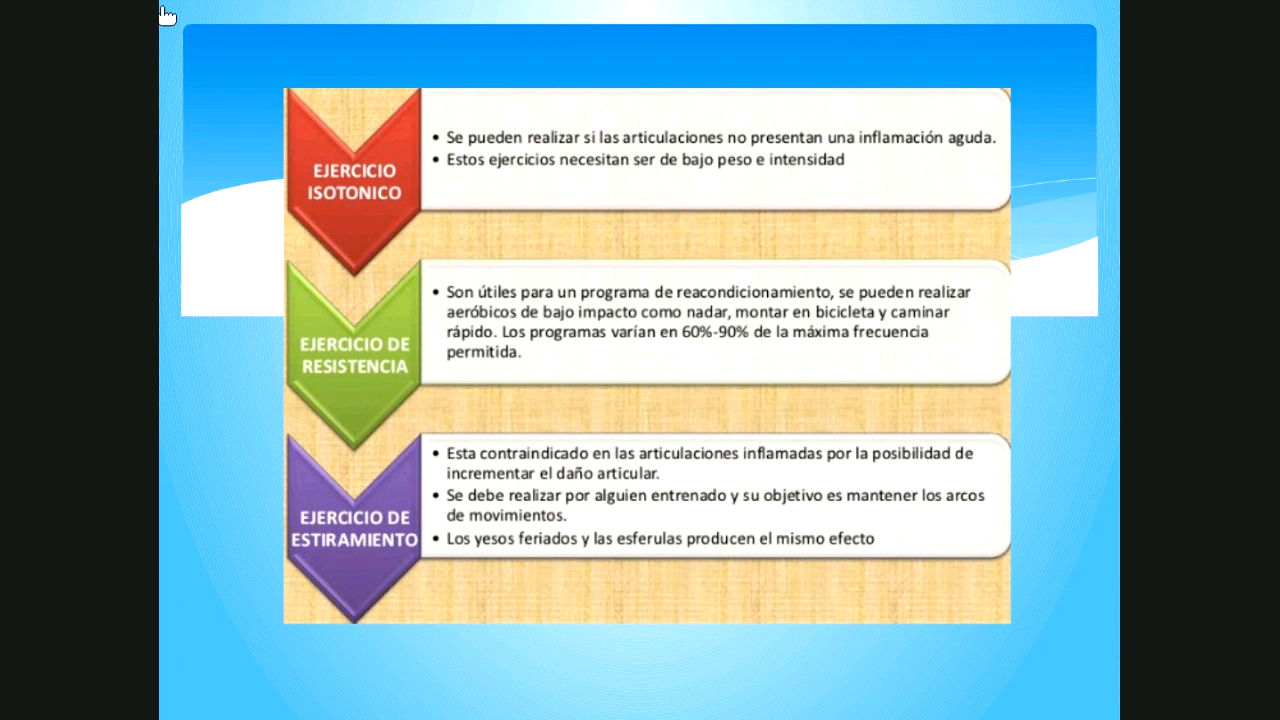 EJERCICIO
ISOTONICO
• Se pueden realizar si las articulaciones no presentan una inflamación aguda.
• Estos ejercicios necesitan ser de bajo peso e intensidad
EJERCICIO DE
RESISTENCIA
• Son útiles para un programa de reacondicionamiento, se pueden realizar
aeróbicos de bajo impacto como nadar, montar en bicicleta y caminar
rápido. Los programas varían en 60%-90% de la máxima frecuencia
permitida.
EJERCICIO DE
ESTIRAMIENTO
• Esta contraindicado en las articulaciones inflamadas por la posibilidad de
incrementar el daño articular.
• Se debe realizar por alguien entrenado y su objetivo es mantener los arcos
de movimientos.
• Los yesos feriados y las esferulas producen el mismo efecto